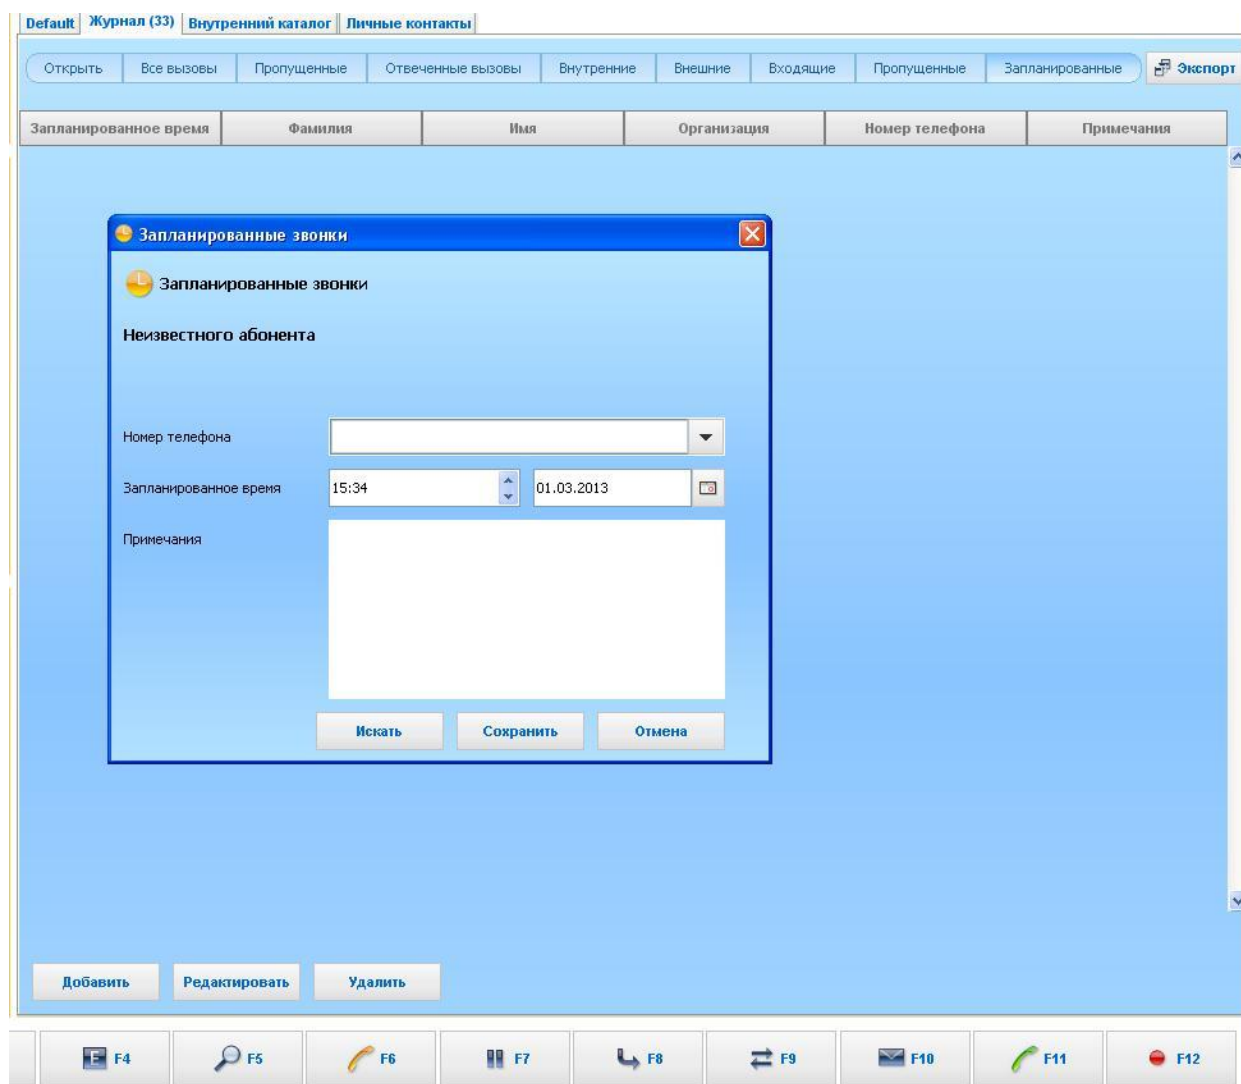 Default Журнал (33) Внутренний каталог Личные контакты
Открыть Все вызовы Пропущенные Отвеченные вызовы Внутренние Внешние Входящие Пропущенные Запланированные Экспорт
Запланированное время Фамилия Имя Организация Номер телефона Примечания
Запланированные звонки
Запланированные звонки
Неизвестного абонента
Номер телефона
Запланированное время 15:34 01.03.2013
Примечания
Искать Сохранить Отмена
Добавить Редактировать Удалить
E F4 F5 F6 F7 F8 F9 F10 F11 F12